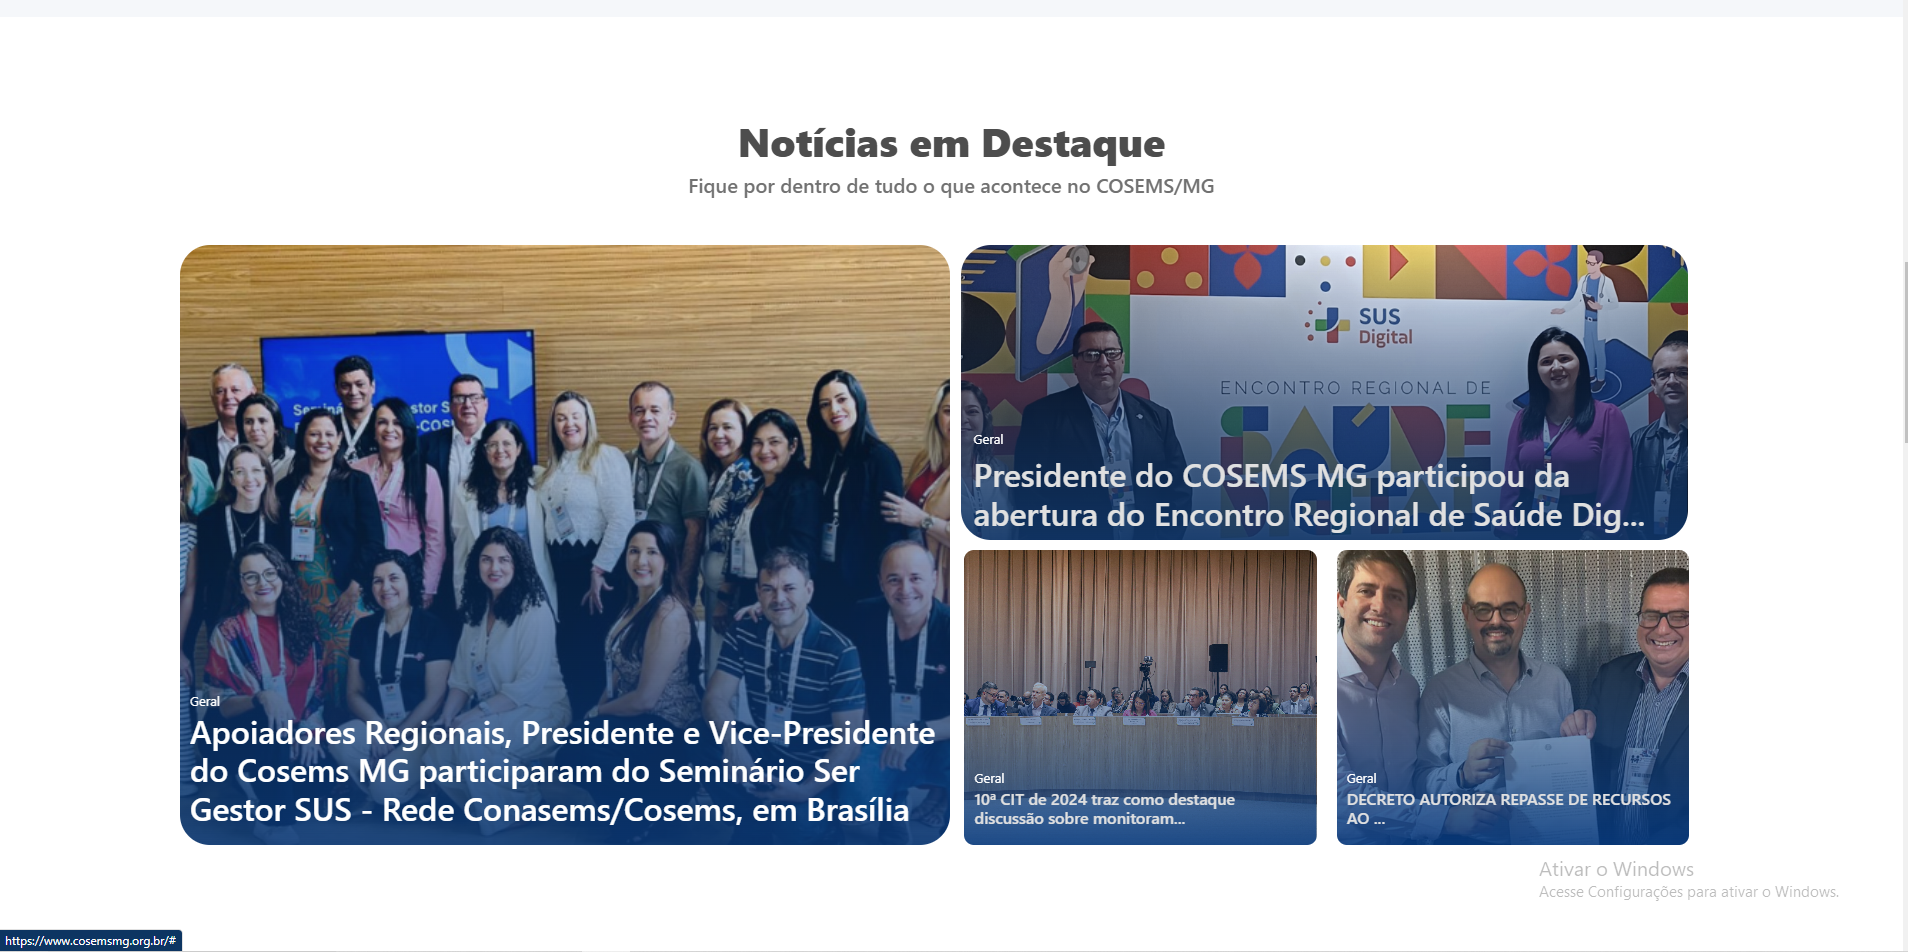 Notícias em Destaque
Fique por dentro de tudo o que acontece no COSEMS/MG
stor S
-COS
Geral
Apoiadores Regionais, Presidente e Vice-Presidente
do Cosems MG participaram do Seminário Ser
Gestor SUS - Rede Conasems/Cosems, em Brasília
SUS
Digital
ENCONTRO REGIONAL DE
SAÚDE
Geral
Presidente do COSEMS MG participou da
abertura do Encontro Regional de Saúde Dig...
Geral
10ª CIT de 2024 traz como destaque
discussão sobre monitoram...
Geral
DECRETO AUTORIZA REPASSE DE RECURSOS
AO ...
Ativar o Windows
Acesse Configurações para ativar o Windows.
https://www.cosemsmg.org.br/#